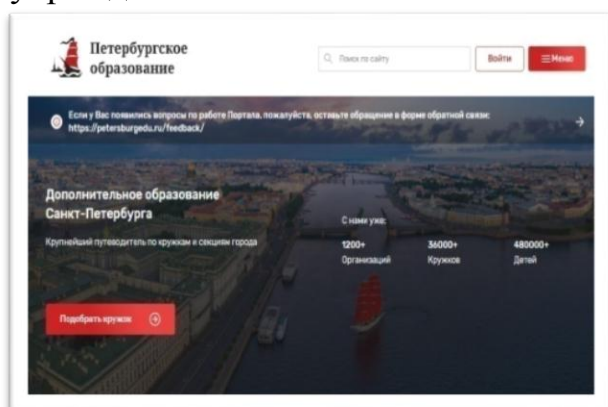 Петербургское
образование
Поиск по сайту
Войти
Меню
Если у Вас появились вопросы по работе Портала, пожалуйста, оставьте обращение в форме обратной связи:
https://petersburgedu.ru/feedback/
Дополнительное образование
Санкт-Петербурга
Крупнейший путеводитель по кружкам и секциям города
С нами уже:
1200+
Организаций
36000+
Кружков
480000+
Детей
Подобрать кружок